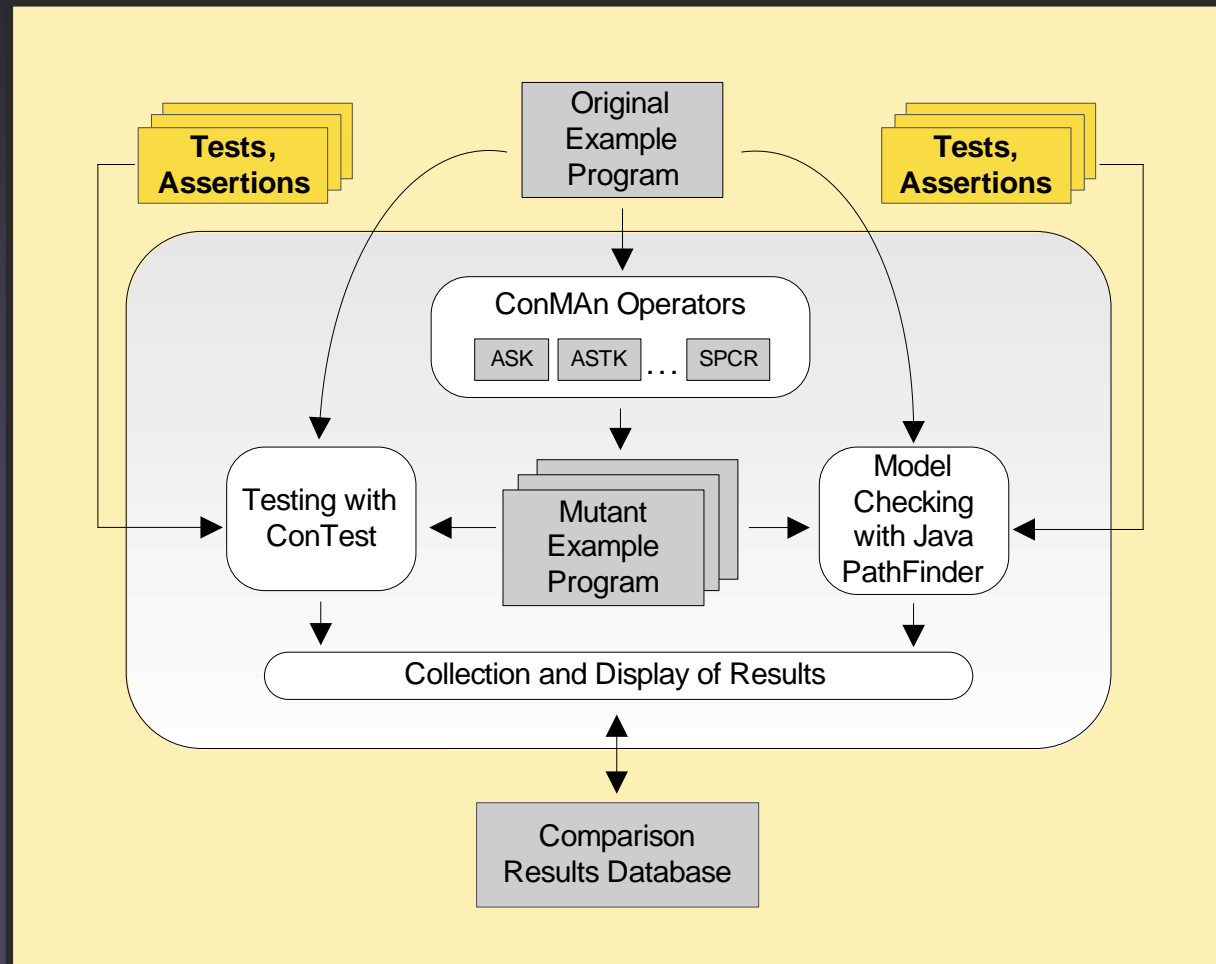 Original
Example
Program
Tests,
Assertions
Tests,
Assertions
ConMAn Operators
ASK
ASTK
...
SPCR
Testing with
ConTest
Mutant
Example
Program
Model
Checking
with Java
PathFinder
Collection and Display of Results
Comparison
Results Database